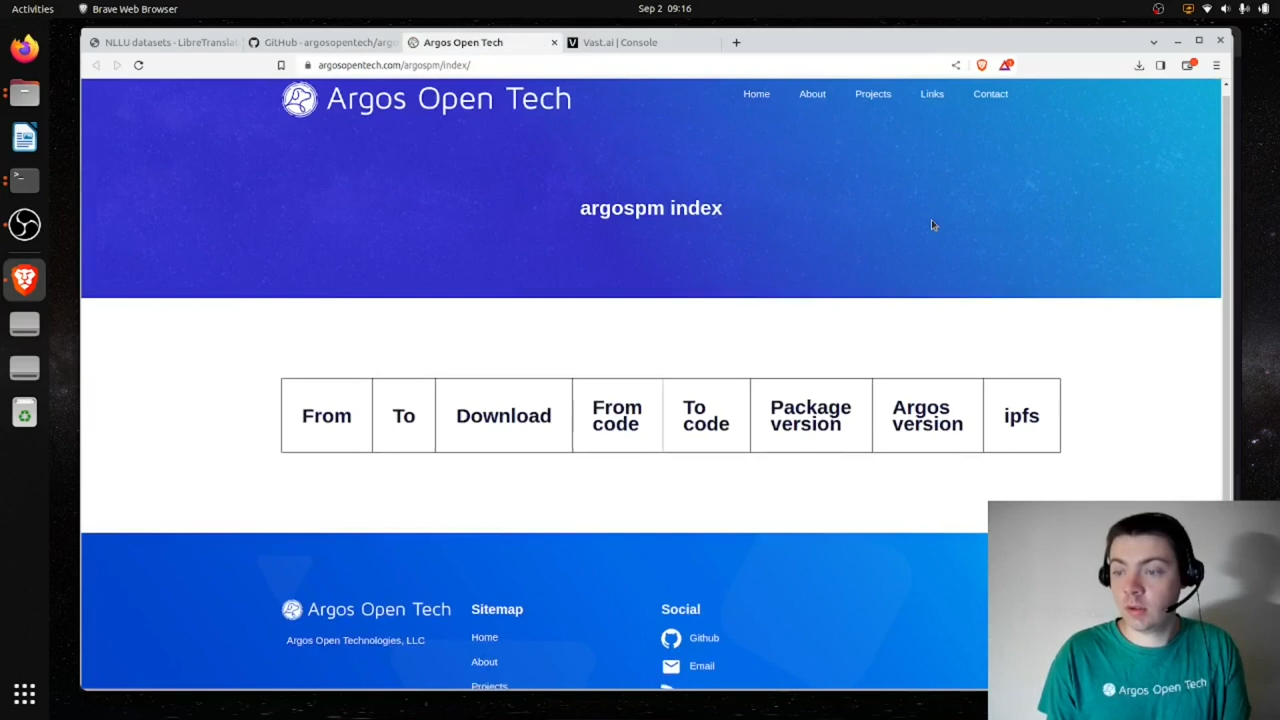 Activities
Brave Web Browser
Sep 2 09:16
NLLU datasets - LibreTransla
GitHub - argosopentech/argo
Argos Open Tech
Vast.ai | Console
argosopentech.com/argospm/index/
Argos Open Tech
Home
About
Projects
Links
Contact
argospm index
From
To
Download
From
code
To
code
Package
version
Argos
version
ipfs
Argos Open Tech
Argos Open Technologies, LLC
Sitemap
Home
About
Projects
Social
Github
Email
Argos Open Tech